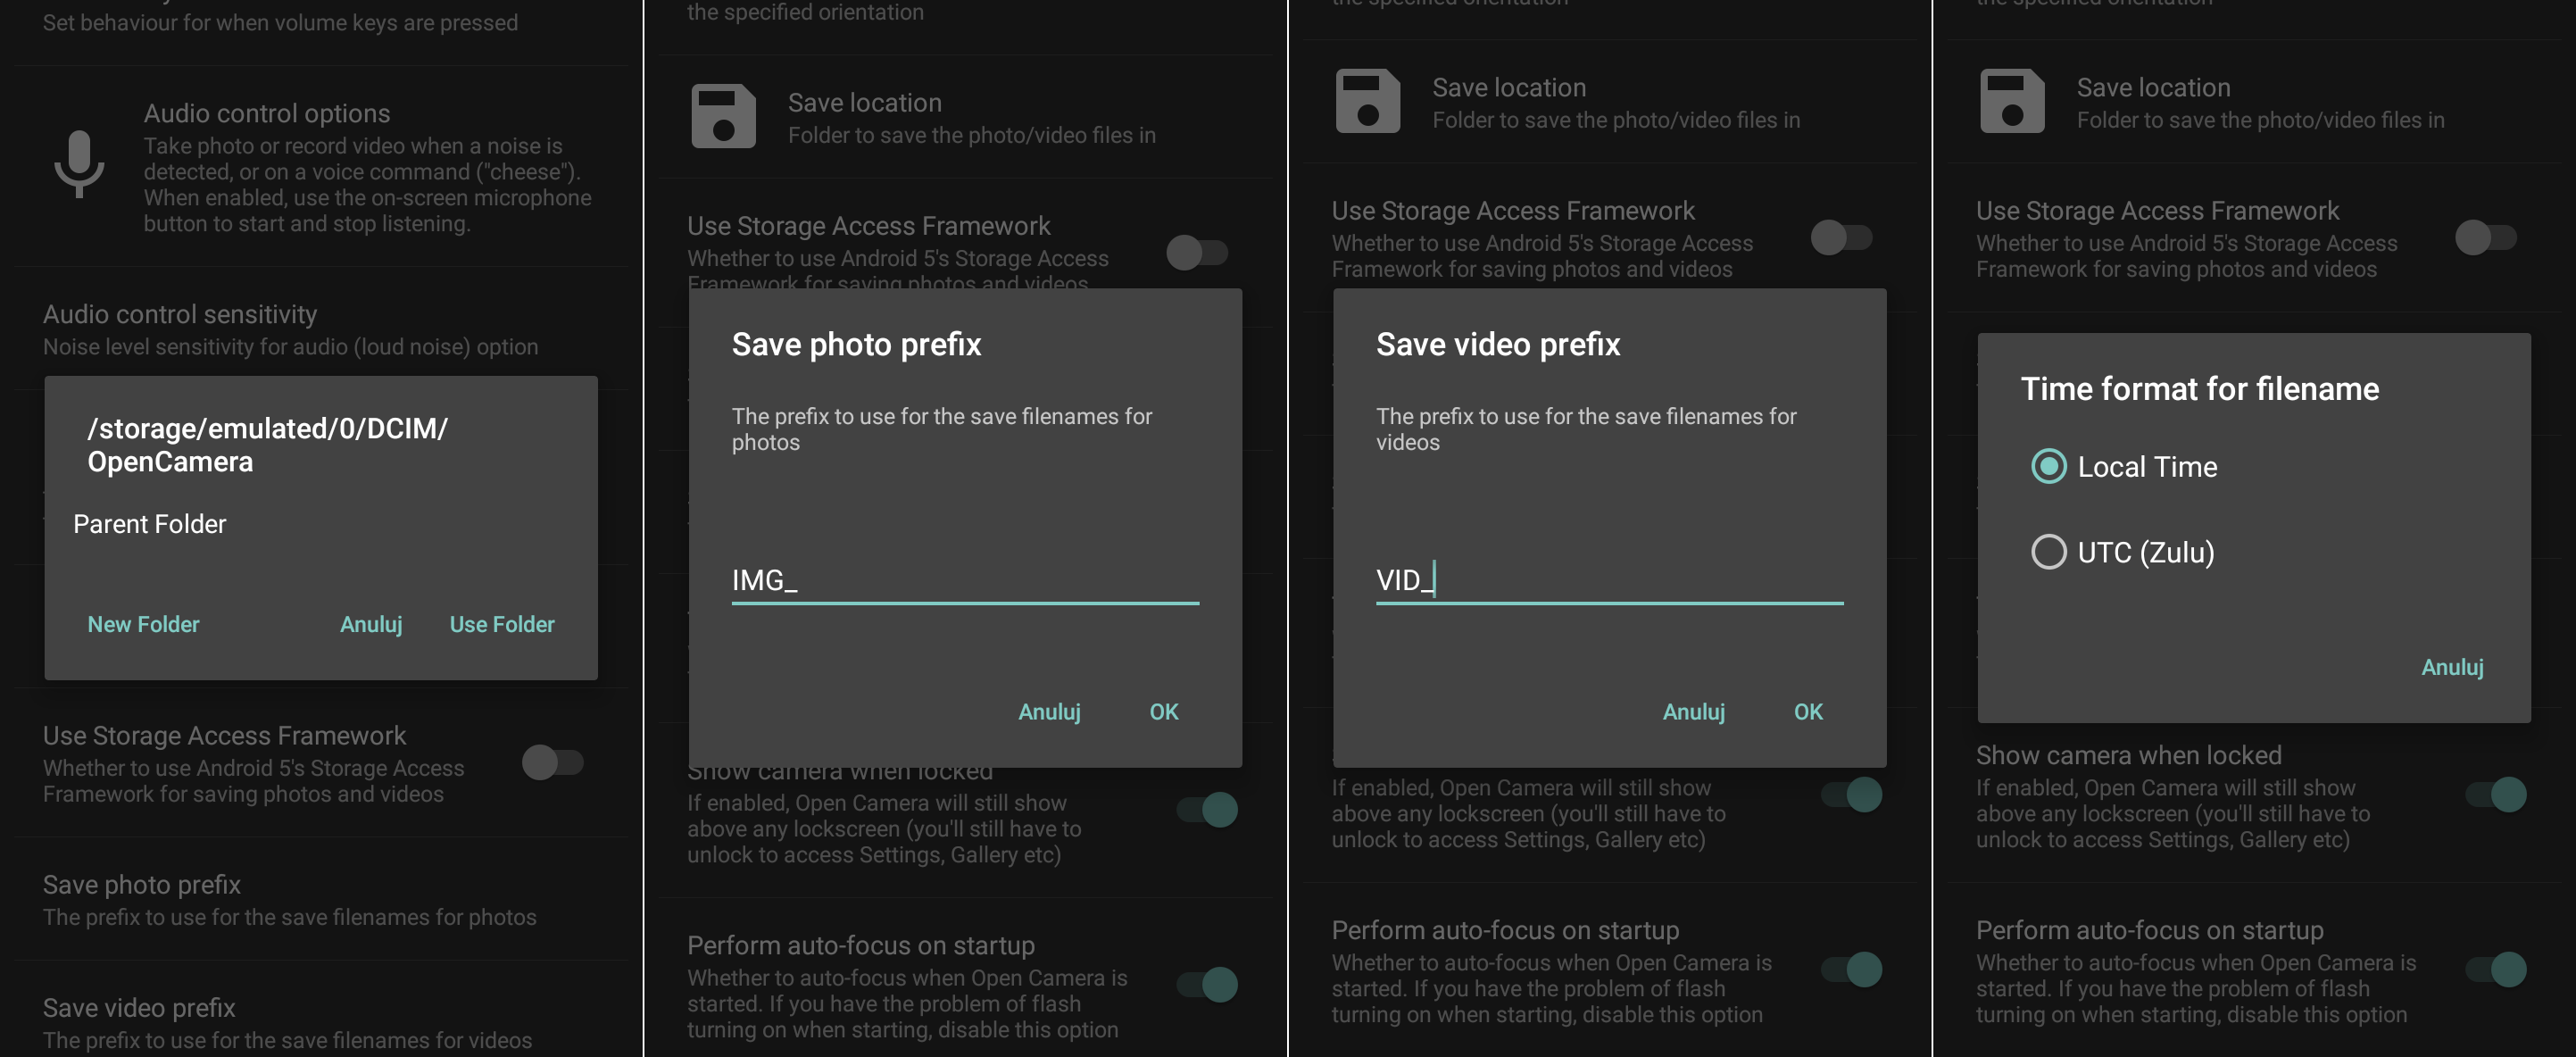 Set behaviour for when volume keys are pressed
Audio control options
Take photo or record video when a noise is
detected, or on a voice command ("cheese").
When enabled, use the on-screen microphone
button to start and stop listening.
Audio control sensitivity
Noise level sensitivity for audio (loud noise) option
/storage/emulated/0/DCIM/
OpenCamera
Parent Folder
New Folder Anuluj Use Folder
Use Storage Access Framework
Whether to use Android 5's Storage Access
Framework for saving photos and videos
Save photo prefix
The prefix to use for the save filenames for photos
Save video prefix
The prefix to use for the save filenames for videos
the specified orientation
Save location
Folder to save the photo/video files in
Use Storage Access Framework
Whether to use Android 5's Storage Access
Framework for saving photos and videos
Save photo prefix
The prefix to use for the save filenames for
photos
IMG_
Anuluj OK
Show camera when locked
If enabled, Open Camera will still show
above any lockscreen (you'll still have to
unlock to access Settings, Gallery etc)
Perform auto-focus on startup
Whether to auto-focus when Open Camera is
started. If you have the problem of flash
turning on when starting, disable this option
the specified orientation
Save location
Folder to save the photo/video files in
Use Storage Access Framework
Whether to use Android 5's Storage Access
Framework for saving photos and videos
Save video prefix
The prefix to use for the save filenames for
videos
VID_
Anuluj OK
If enabled, Open Camera will still show
above any lockscreen (you'll still have to
unlock to access Settings, Gallery etc)
Perform auto-focus on startup
Whether to auto-focus when Open Camera is
started. If you have the problem of flash
turning on when starting, disable this option
the specified orientation
Save location
Folder to save the photo/video files in
Use Storage Access Framework
Whether to use Android 5's Storage Access
Framework for saving photos and videos
Time format for filename
Local Time
UTC (Zulu)
Anuluj
Show camera when locked
If enabled, Open Camera will still show
above any lockscreen (you'll still have to
unlock to access Settings, Gallery etc)
Perform auto-focus on startup
Whether to auto-focus when Open Camera is
started. If you have the problem of flash
turning on when starting, disable this option